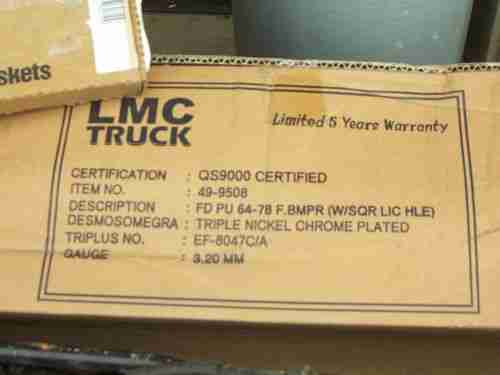 skets
LMC
TRUCK
Limited 5 Years Warranty
CERTIFICATION : QS9000 CERTIFIED
ITEM NO. : 49-9508
DESCRIPTION : FD PU 64-78 F.BMPR (W/SQR LIC HLE)
DESMOSOMEGRA : TRIPLE NICKEL CHROME PLATED
TRIPLUS NO. : EF-8047C/A
GAUGE : 3.20 MM